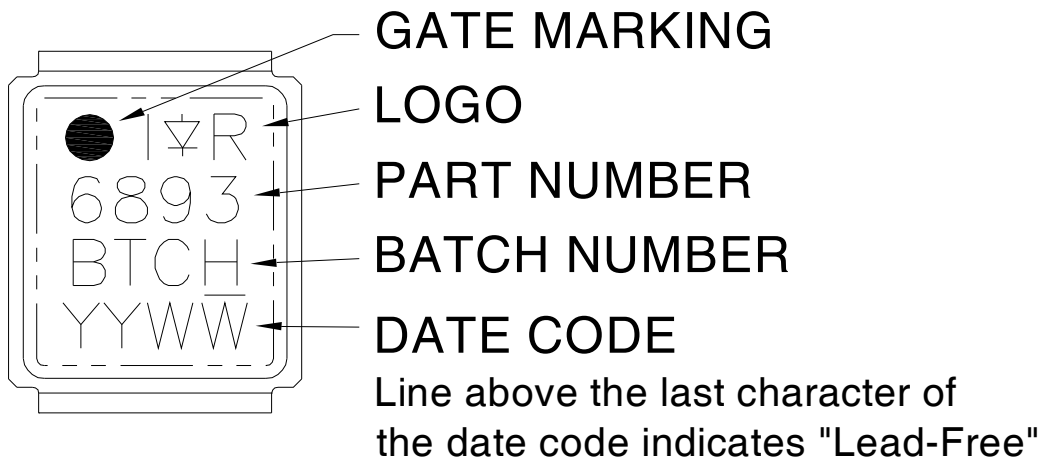 GATE MARKING
I R LOGO
6893 PART NUMBER
BTCH BATCH NUMBER
YYWW̅ DATE CODE
Line above the last character of
the date code indicates "Lead-Free"